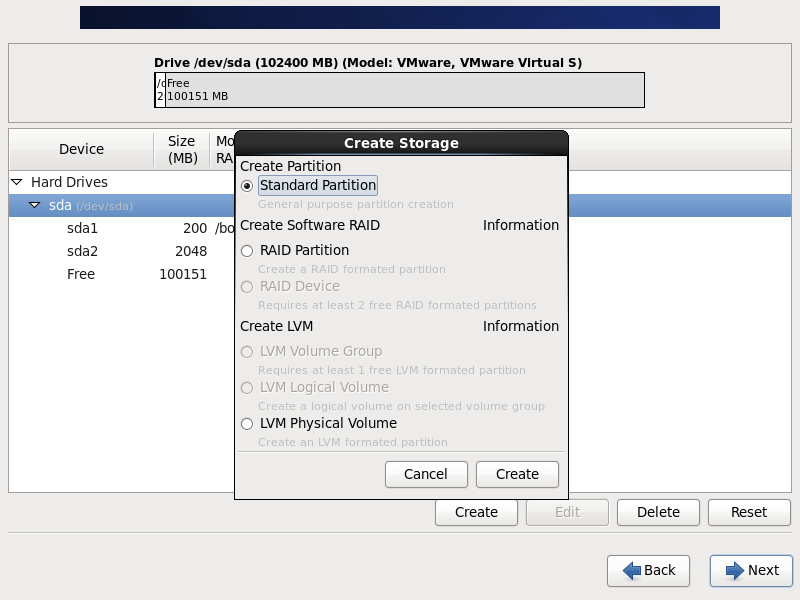 Drive /dev/sda (102400 MB) (Model: VMware, VMware Virtual S)
Free
100151 MB
Device
Size
(MB)
Hard Drives
sda (/dev/sda)
sda1 200
sda2 2048
Free 100151
Create Storage
Create Partition
Standard Partition
General purpose partition creation
Create Software RAID Information
RAID Partition
Create a RAID formated partition
RAID Device
Requires at least 2 free RAID formated partitions
Create LVM Information
LVM Volume Group
Requires at least 1 free LVM formated partition
LVM Logical Volume
Create a logical volume on selected volume group
LVM Physical Volume
Create an LVM formated partition
Cancel Create
Create Edit Delete Reset
Back Next